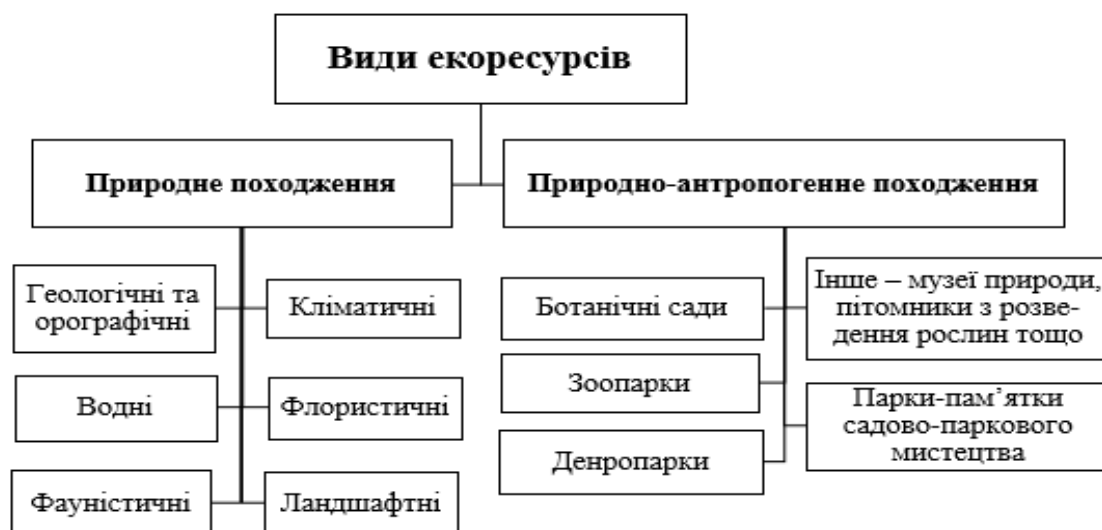 Види екоресурсів
Природне походження
Природно-антропогенне походження
Геологічні та
орографічні
Кліматичні
Водні
Флористичні
Фауністичні
Ландшафтні
Ботанічні сади
Інше – музеї природи,
пітомники з розве-
дення рослин тощо
Зоопарки
Парки-пам’ятки
садово-паркового
мистецтва
Денропарки